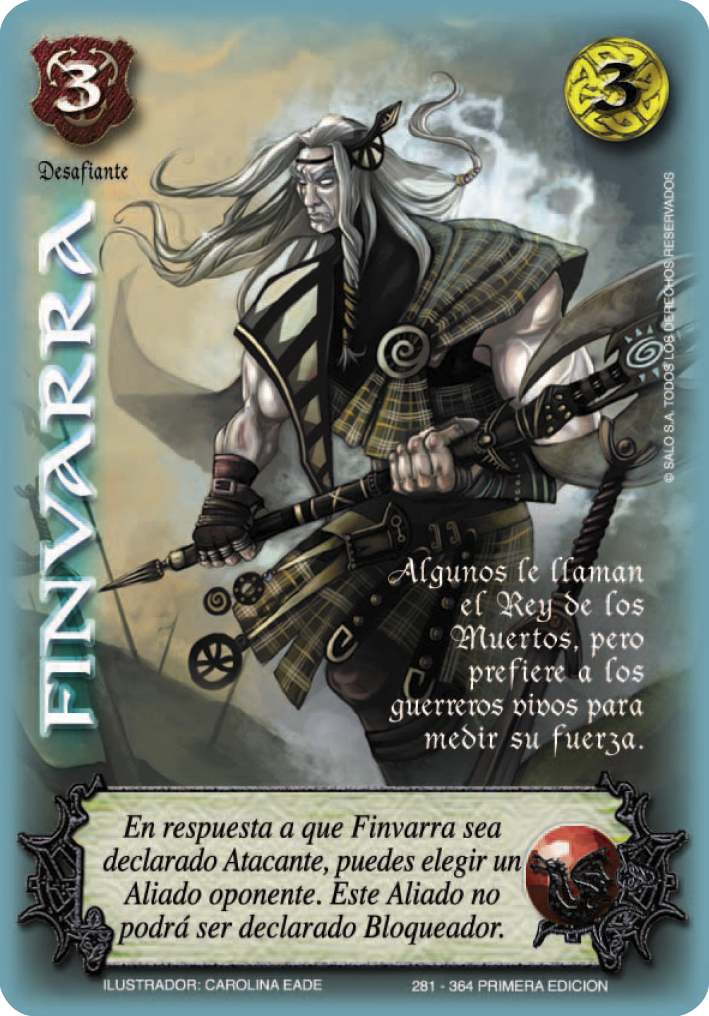 3
3
Desafiante
FINVARRA
© SALO S.A. TODOS LOS DERECHOS RESERVADOS
Algunos le llaman
el Rey de los
Muertos, pero
prefiere a los
guerreros vivos para
medir su fuerza.
En respuesta a que Finvarra sea
declarado Atacante, puedes elegir un
Aliado oponente. Este Aliado no
podrá ser declarado Bloqueador.
ILUSTRADOR: CAROLINA EADE
281 - 364 PRIMERA EDICION